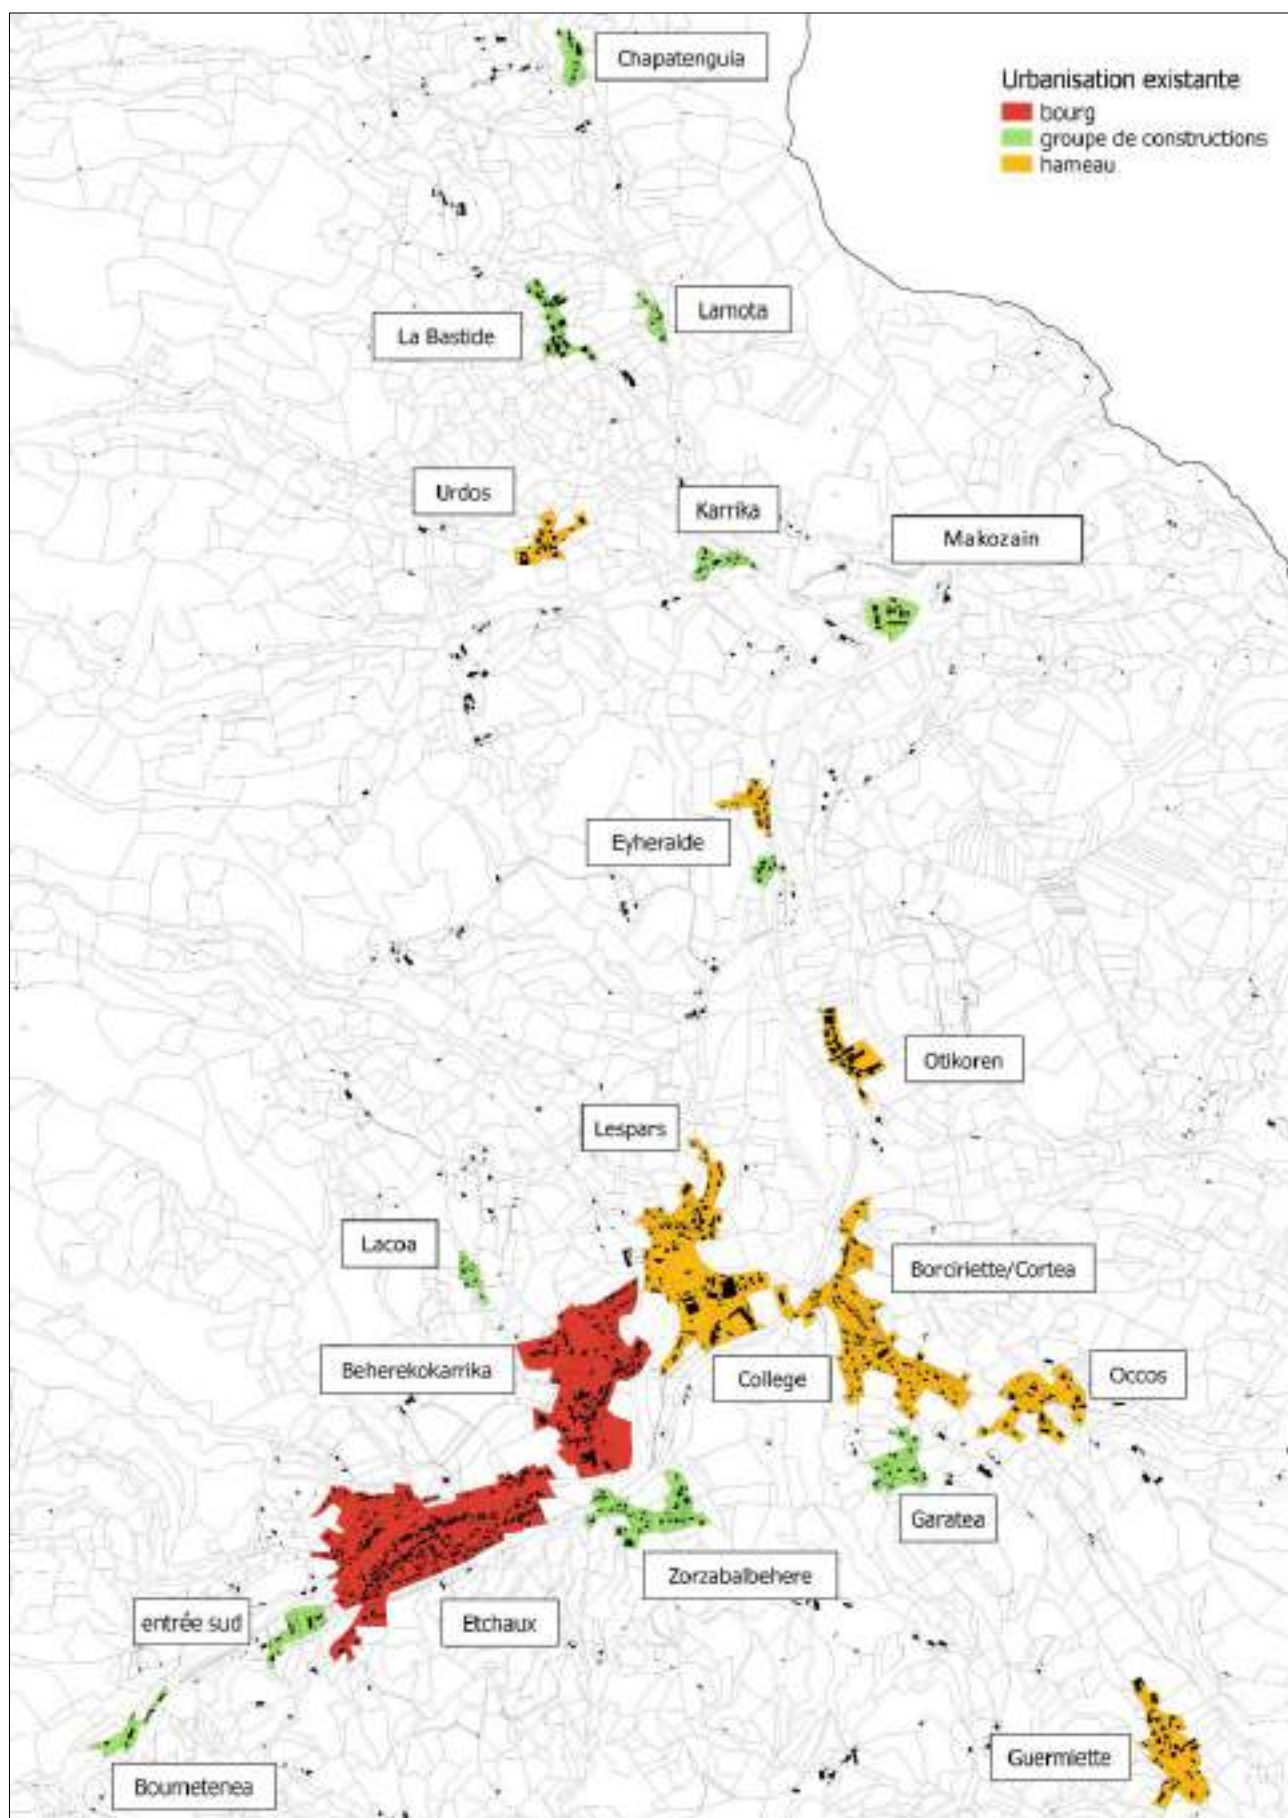 Chapatenguia
Urbanisation existante
bourg
groupe de constructions
hameau
Lamota
La Bastide
Urdos
Karrika
Makozain
Eyheralde
Otikoren
Lespars
Lacoa
Borciriette/Cortea
Beherekokarrika
College
Occos
Garatea
Zorzabalbehere
entrée sud
Etchaux
Guermiette
Boumetenea